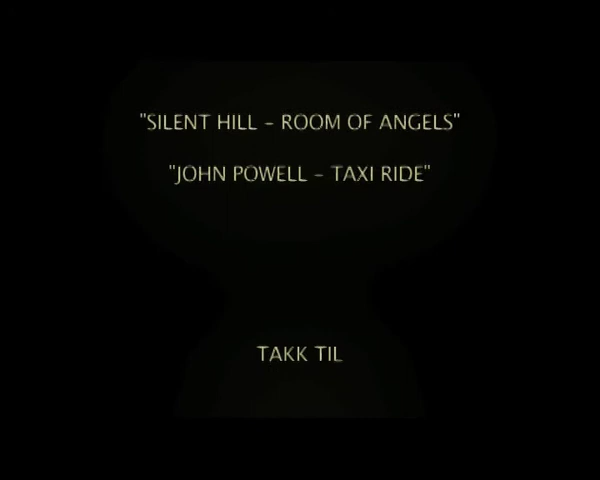 "SILENT HILL - ROOM OF ANGELS"
"JOHN POWELL - TAXI RIDE"
TAKK TIL